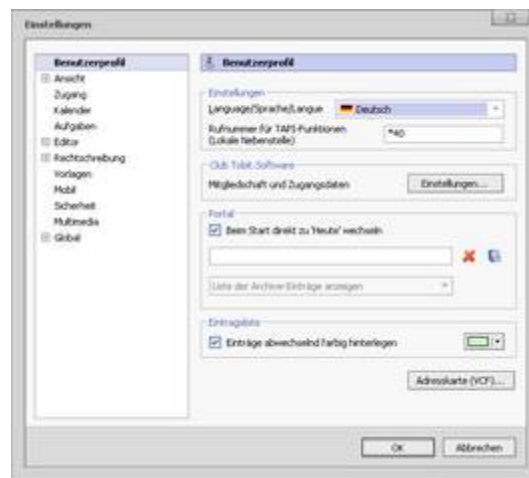 Einstellungen
Benutzerprofil
Ansicht
Zugang
Kalender
Aufgaben
Editor
Rechtschreibung
Vorlagen
Mobil
Sicherheit
Multimedia
Global
Benutzerprofil
Einstellungen
Language/Sprache/Langue
Deutsch
Rufnummer für TAPI-Funktionen
(Lokale Nebenstelle)
*40
Club Tobit.Software
Mitgliedschaft und Zugangsdaten
Einstellungen...
Portal
Beim Start direkt zu 'Heute' wechseln
Liste der Archive-Einträge anzeigen
Eintragsliste
Einträge abwechselnd farbig hinterlegen
Adresskarte (VCF)...
OK
Abbrechen